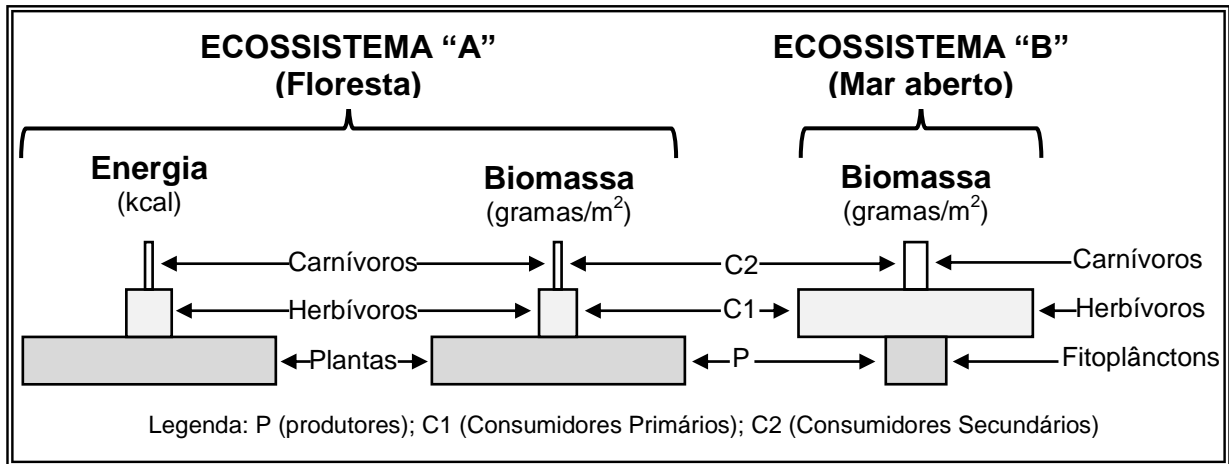 ECOSSISTEMA “A”
(Floresta)
ECOSSISTEMA “B”
(Mar aberto)
Energia
(kcal)
Biomassa
(gramas/m²)
Biomassa
(gramas/m²)
Carnívoros C2 Carnívoros
Herbívoros C1 Herbívoros
Plantas P Fitoplânctons
Legenda: P (produtores); C1 (Consumidores Primários); C2 (Consumidores Secundários)